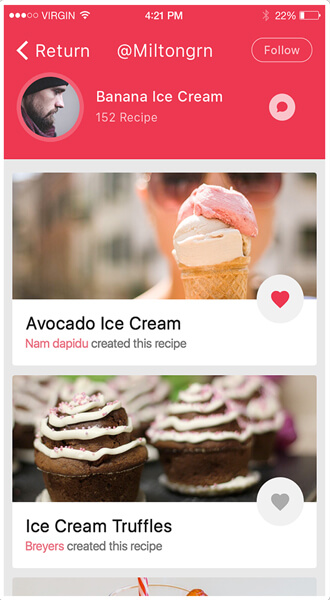 VIRGIN 4:21 PM 22%
Return @Miltongrn Follow
Banana Ice Cream
152 Recipe
Avocado Ice Cream
Nam dapidu created this recipe
Ice Cream Truffles
Breyers created this recipe